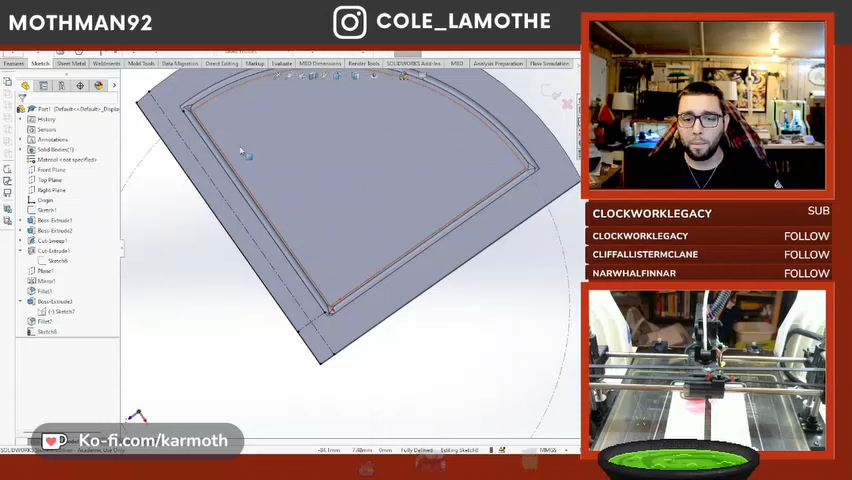 MOTHMAN92
COLE_LAMOTHE
Sketch Sheet Metal Weldments Mold Tools Data Migration Direct Editing Markup Evaluate MBD Dimensions Render Tools SOLIDWORKS Add-Ins MBD Analysis Preparation Flow Simulation
History
Sensors
Annotations
Solid Bodies(1)
Material <not specified>
Front Plane
Top Plane
Right Plane
Origin
Sketch1
Boss-Extrude1
Boss-Extrude2
Cut-Sweep1
Cut-Extrude1
Sketch6
Plane1
Mirror1
Fillet1
Boss-Extrude3
(-) Sketch7
Fillet2
Sketch8
CLOCKWORKLEGACY SUB
CLOCKWORKLEGACY FOLLOW
CLIFFALLISTERMCLANE FOLLOW
NARWHALFINNAR FOLLOW
Ko-fi.com/karmoth
Fully Defined Editing Sketch8 MMGS